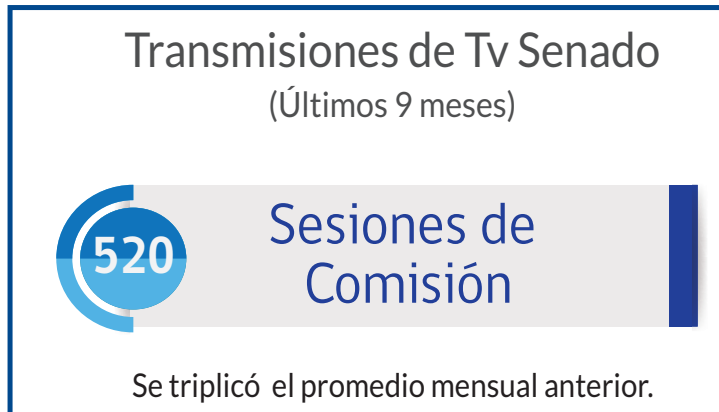 Transmisiones de Tv Senado
(Últimos 9 meses)
520
Sesiones de
Comisión
Se triplicó  el promedio mensual anterior.